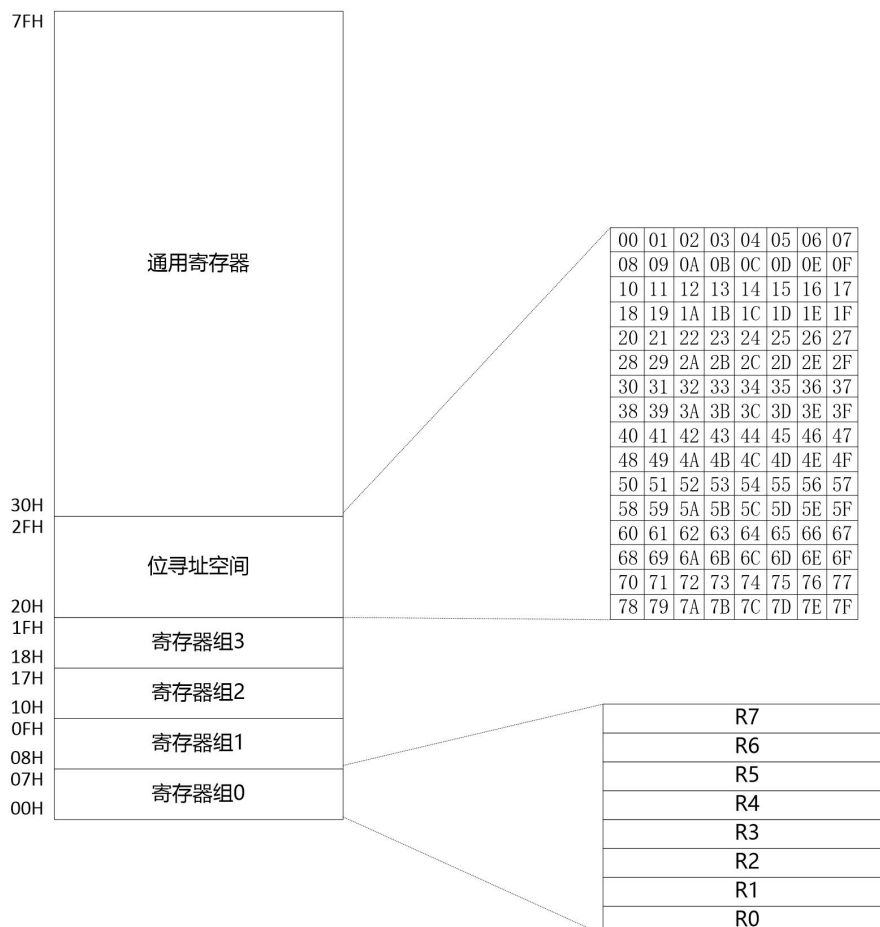 7FH
通用寄存器
30H
2FH
位寻址空间
20H
1FH
寄存器组3
18H
17H
寄存器组2
10H
0FH
寄存器组1
08H
07H
寄存器组0
00H
00 01 02 03 04 05 06 07
08 09 0A 0B 0C 0D 0E 0F
10 11 12 13 14 15 16 17
18 19 1A 1B 1C 1D 1E 1F
20 21 22 23 24 25 26 27
28 29 2A 2B 2C 2D 2E 2F
30 31 32 33 34 35 36 37
38 39 3A 3B 3C 3D 3E 3F
40 41 42 43 44 45 46 47
48 49 4A 4B 4C 4D 4E 4F
50 51 52 53 54 55 56 57
58 59 5A 5B 5C 5D 5E 5F
60 61 62 63 64 65 66 67
68 69 6A 6B 6C 6D 6E 6F
70 71 72 73 74 75 76 77
78 79 7A 7B 7C 7D 7E 7F
R7
R6
R5
R4
R3
R2
R1
R0